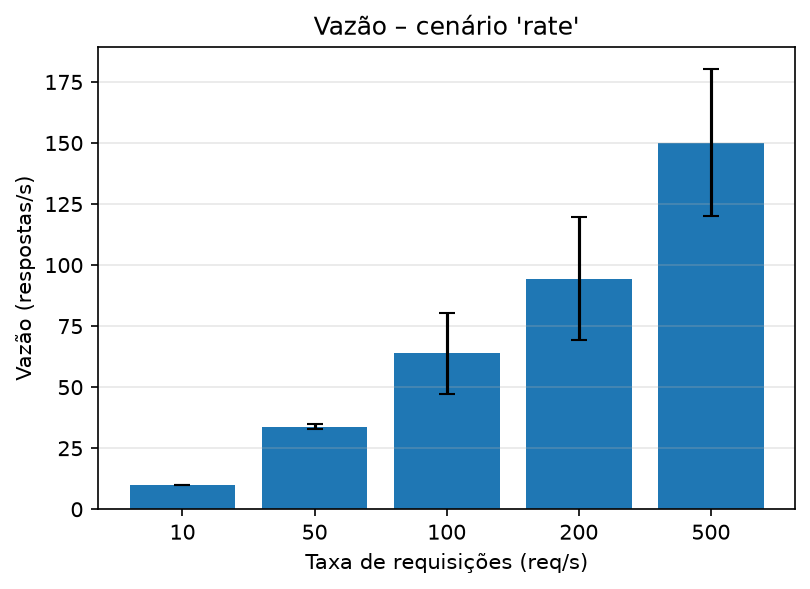 Vazão – cenário 'rate'
Vazão (respostas/s)
175
150
125
100
75
50
25
0
10 50 100 200 500
Taxa de requisições (req/s)